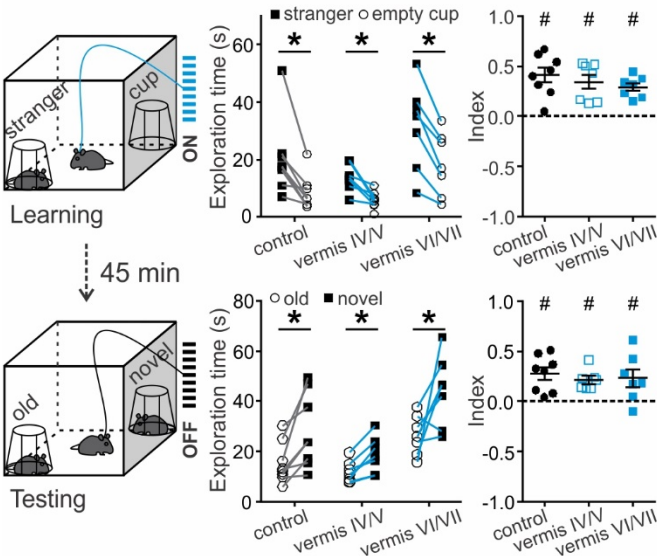 stranger
cup
ON
Learning
■ stranger ○ empty cup
* * *
Exploration time (s)
60
40
20
0
control
vermis IV/V
vermis VI/VII
# # #
Index
1.0
0.5
0.0
0.5
-1.0
control
vermis IV/V
vermis VI/VII
45 min
old
novel
OFF
Testing
○ old ■ novel
* * *
Exploration time (s)
80
60
40
20
0
control
vermis IV/V
vermis VI/VII
# # #
Index
1.0
0.5
0.0
0.5
-1.0
control
vermis IV/V
vermis VI/VII